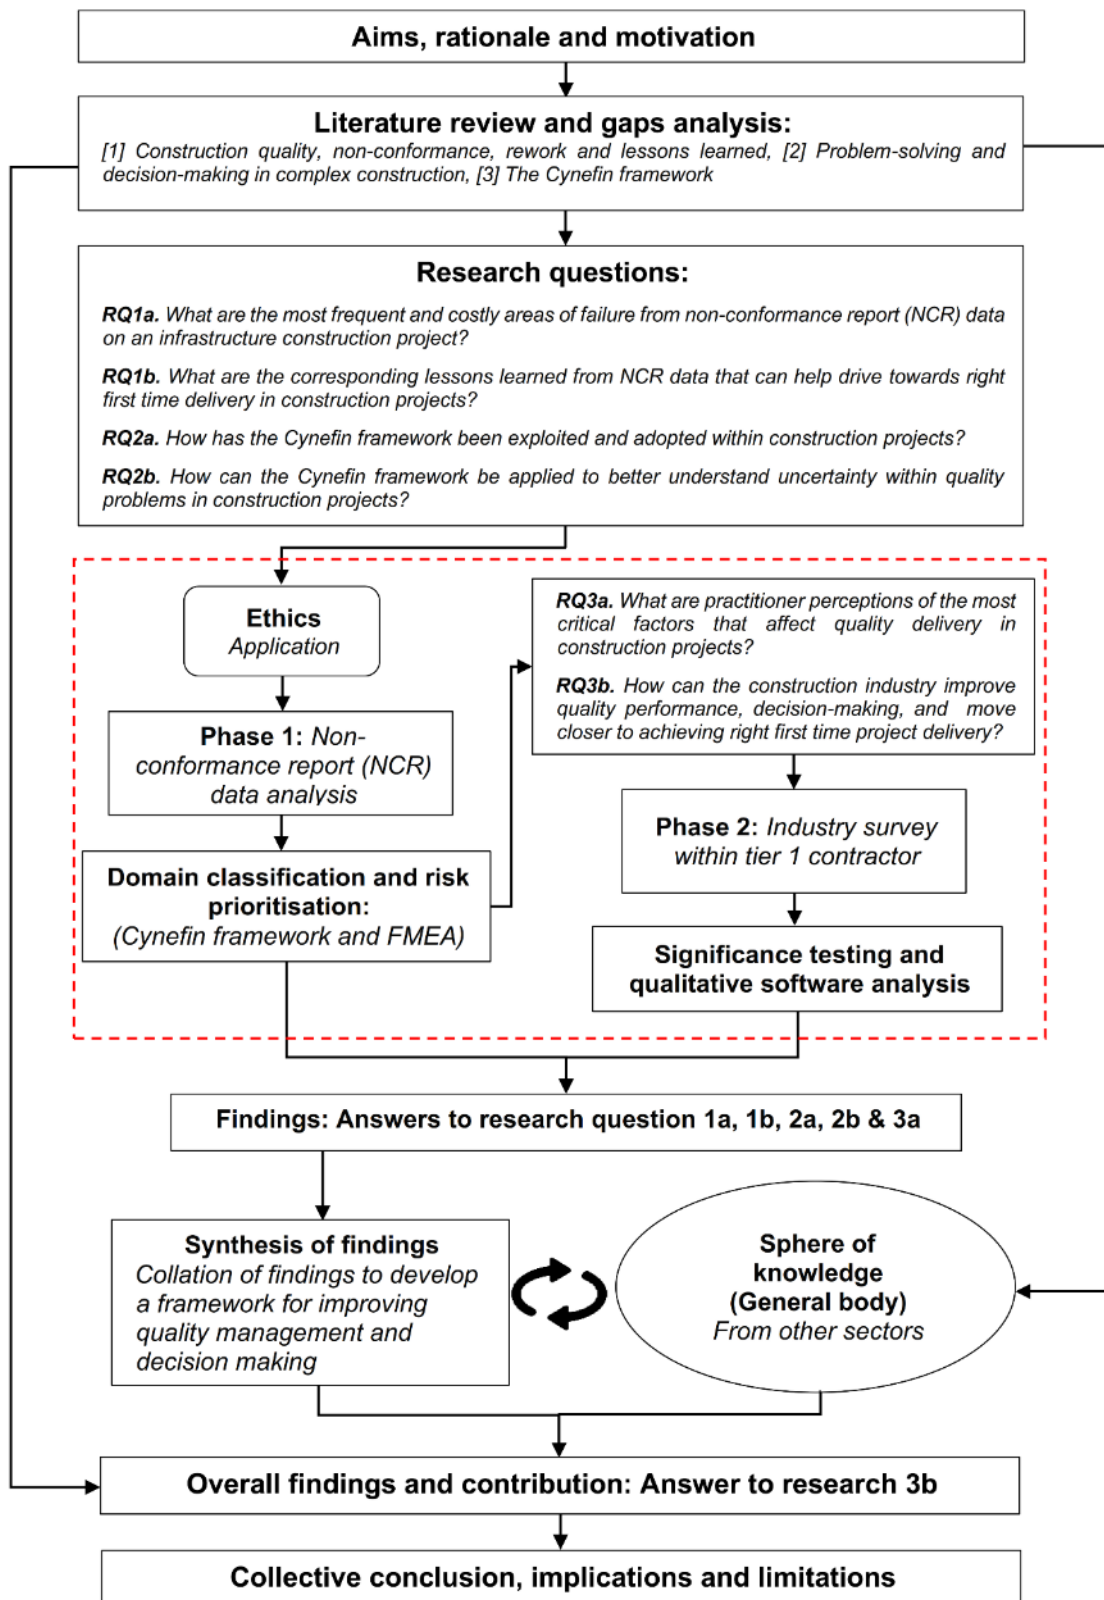 Aims, rationale and motivation
Literature review and gaps analysis:
[1] Construction quality, non-conformance, rework and lessons learned, [2] Problem-solving and
decision-making in complex construction, [3] The Cynefin framework
Research questions:
RQ1a. What are the most frequent and costly areas of failure from non-conformance report (NCR) data
on an infrastructure construction project?
RQ1b. What are the corresponding lessons learned from NCR data that can help drive towards right
first time delivery in construction projects?
RQ2a. How has the Cynefin framework been exploited and adopted within construction projects?
RQ2b. How can the Cynefin framework be applied to better understand uncertainty within quality
problems in construction projects?
Ethics
Application
Phase 1: Non-
conformance report (NCR)
data analysis
Domain classification and risk
prioritisation:
(Cynefin framework and FMEA)
RQ3a. What are practitioner perceptions of the most
critical factors that affect quality delivery in
construction projects?
RQ3b. How can the construction industry improve
quality performance, decision-making, and move
closer to achieving right first time project delivery?
Phase 2: Industry survey
within tier 1 contractor
Significance testing and
qualitative software analysis
Findings: Answers to research question 1a, 1b, 2a, 2b & 3a
Synthesis of findings
Collation of findings to develop
a framework for improving
quality management and
decision making
Sphere of
knowledge
(General body)
From other sectors
Overall findings and contribution: Answer to research 3b
Collective conclusion, implications and limitations